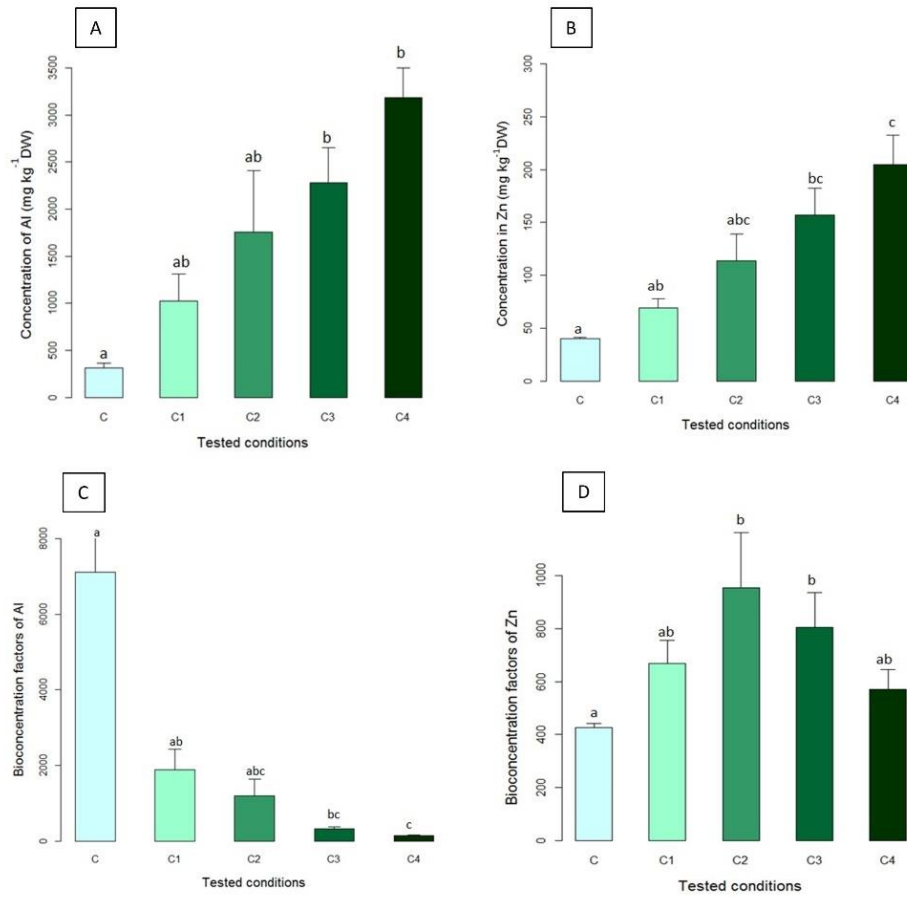 A
Concentration of Al (mg kg⁻¹DW)
3500
3000
2500
2000
1500
1000
500
0
a
ab
ab
b
b
C C1 C2 C3 C4
Tested conditions
B
Concentration in Zn (mg kg⁻¹DW)
300
250
200
150
100
50
0
a
ab
abc
bc
c
C C1 C2 C3 C4
Tested conditions
C
Bioconcentration factors of Al
8000
6000
4000
2000
0
a
ab
abc
bc
c
C C1 C2 C3 C4
Tested conditions
D
Bioconcentration factors of Zn
1000
800
600
400
200
0
a
ab
b
b
ab
C C1 C2 C3 C4
Tested conditions